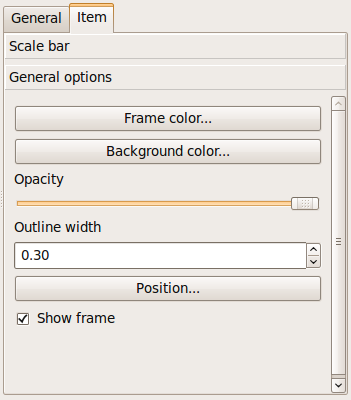 General Item
Scale bar
General options
Frame color...
Background color...
Opacity
Outline width
0.30
Position...
Show frame